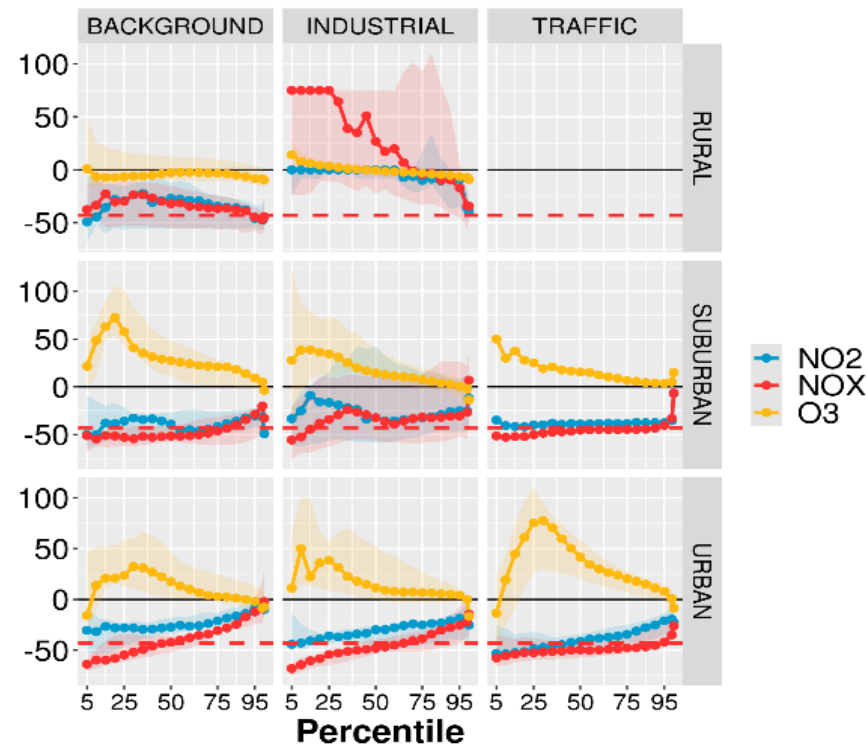 BACKGROUND INDUSTRIAL TRAFFIC
100
50
0
-50
RURAL
100
50
0
-50
SUBURBAN
NO2
NOX
O3
100
50
0
-50
URBAN
5 25 50 75 95 5 25 50 75 95 5 25 50 75 95
Percentile